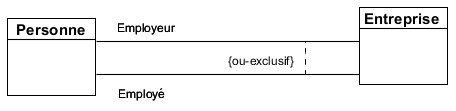 Personne
Employeur
Entreprise
{ou-exclusif}
Employé